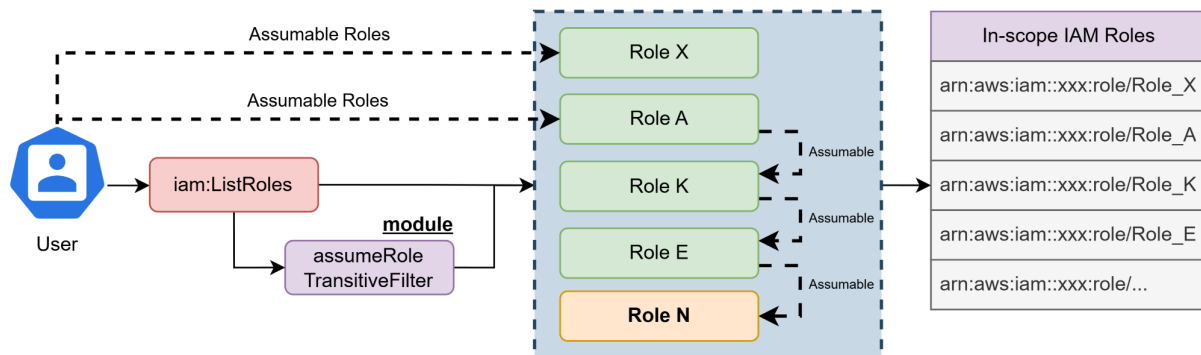 Assumable Roles
Assumable Roles
User
iam:ListRoles
module
assumeRole
TransitiveFilter
Role X
Role A
Assumable
Role K
Assumable
Role E
Assumable
Role N
In-scope IAM Roles
arn:aws:iam::xxx:role/Role_X
arn:aws:iam::xxx:role/Role_A
arn:aws:iam::xxx:role/Role_K
arn:aws:iam::xxx:role/Role_E
arn:aws:iam::xxx:role/...